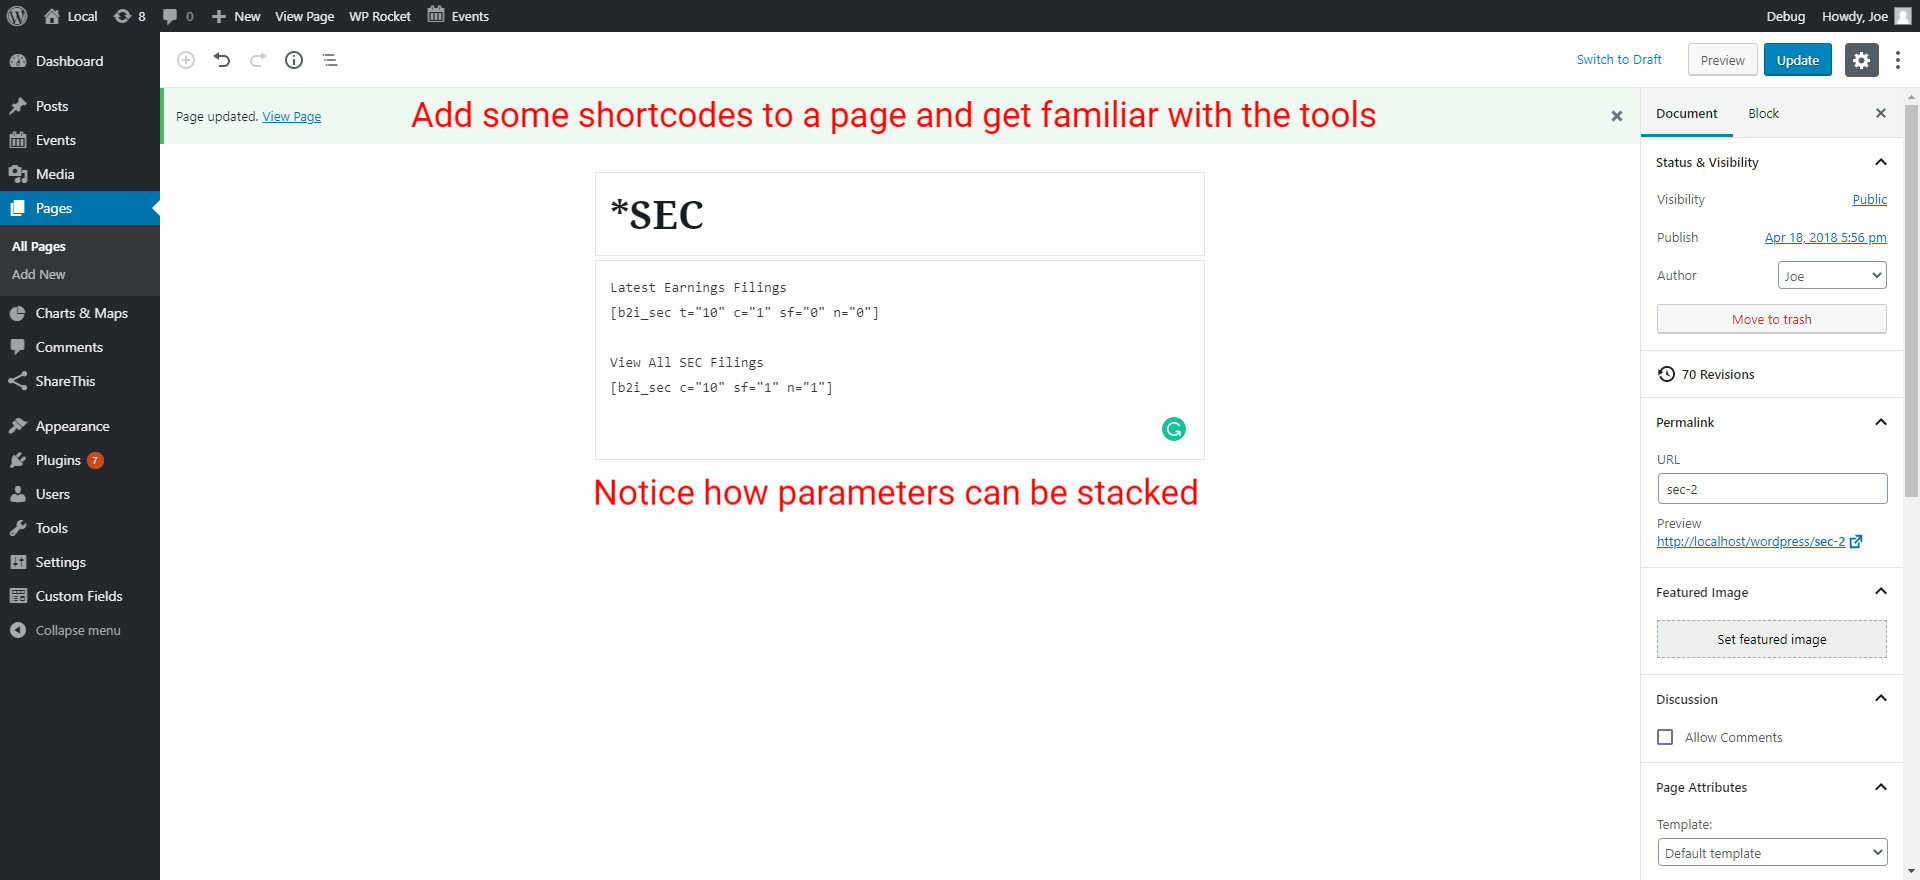 Local 8 0 New View Page WP Rocket Events Debug Howdy, Joe
Dashboard
Posts
Events
Media
Pages
All Pages
Add New
Charts & Maps
Comments
ShareThis
Appearance
Plugins 7
Users
Tools
Settings
Custom Fields
Collapse menu
Switch to Draft Preview Update
Page updated. View Page
Add some shortcodes to a page and get familiar with the tools
*SEC
Latest Earnings Filings
[b2i_sec t="10" c="1" sf="0" n="0"]
View All SEC Filings
[b2i_sec c="10" sf="1" n="1"]
Notice how parameters can be stacked
Document Block
Status & Visibility
Visibility Public
Publish Apr 18, 2018 5:56 pm
Author Joe
Move to trash
70 Revisions
Permalink
URL
sec-2
Preview
http://localhost/wordpress/sec-2
Featured Image
Set featured image
Discussion
Allow Comments
Page Attributes
Template:
Default template